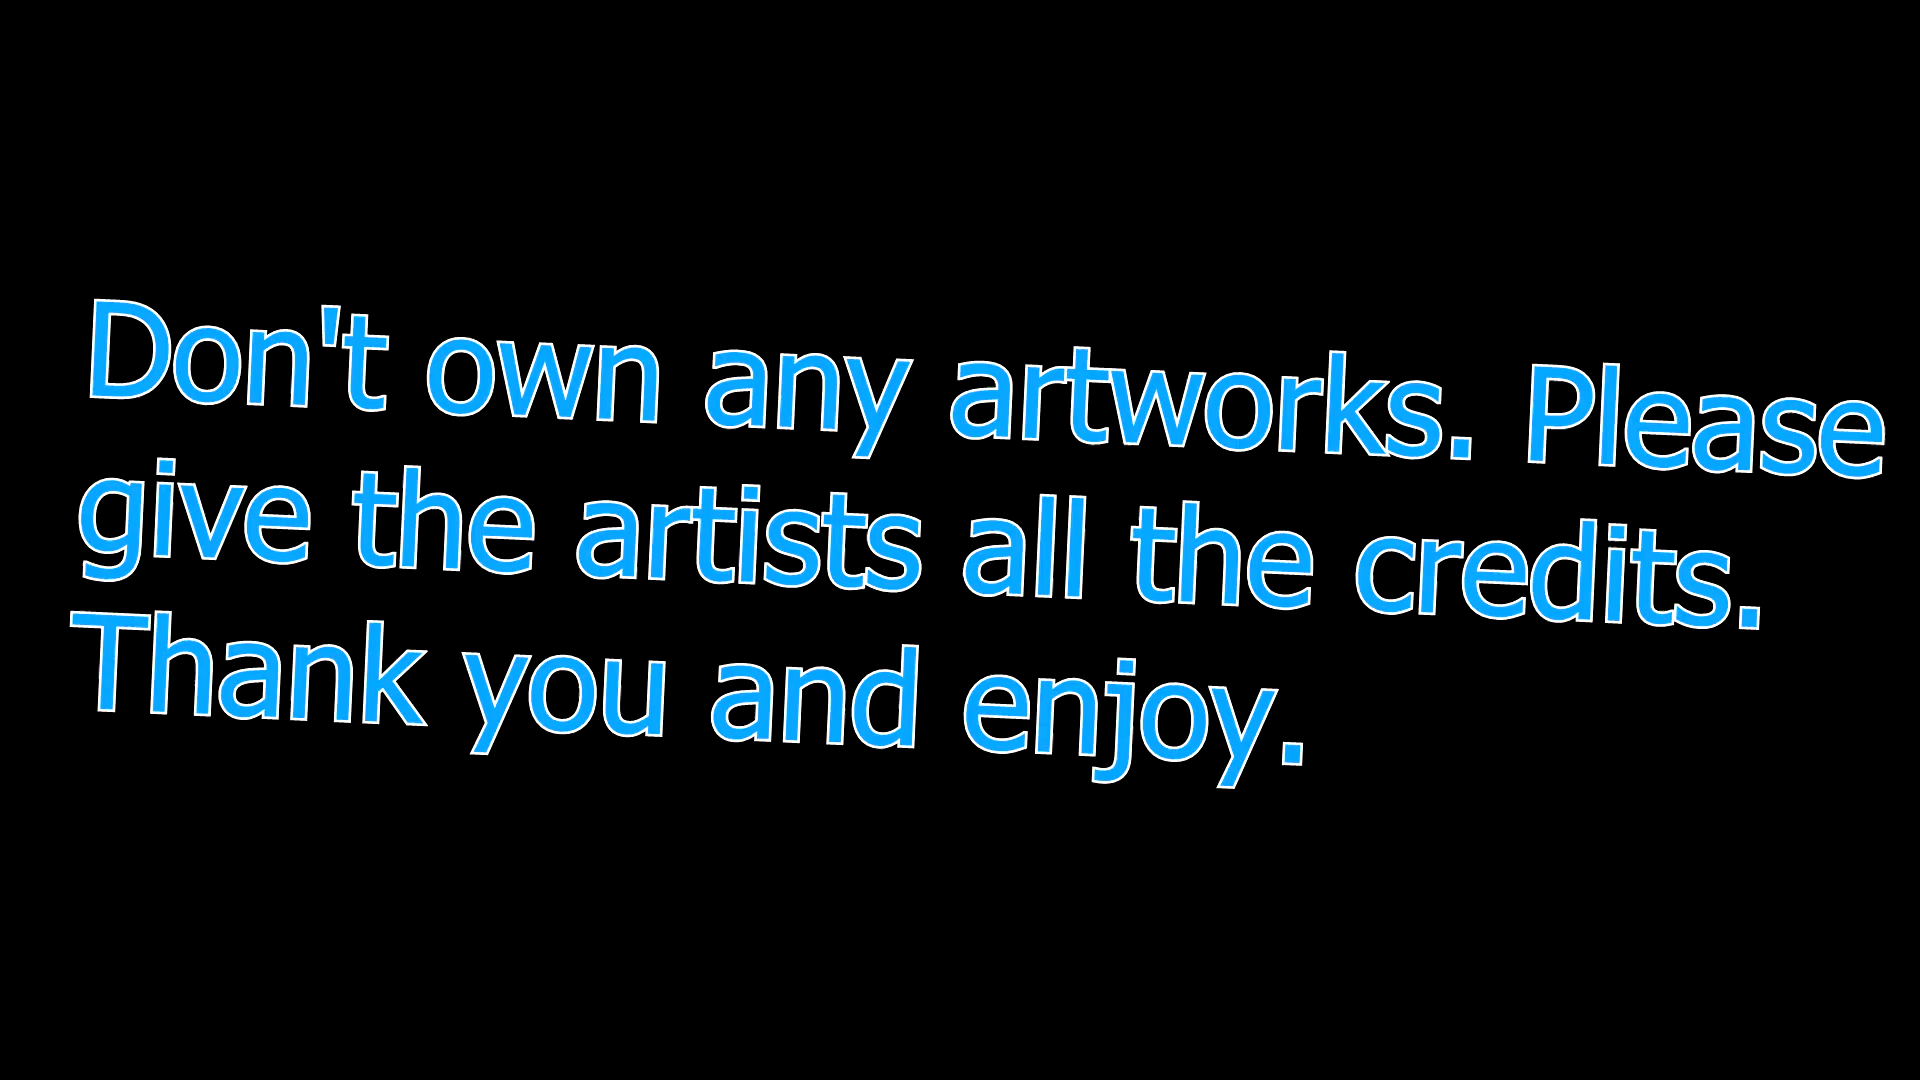 Don't own any artworks. Please
give the artists all the credits.
Thank you and enjoy.